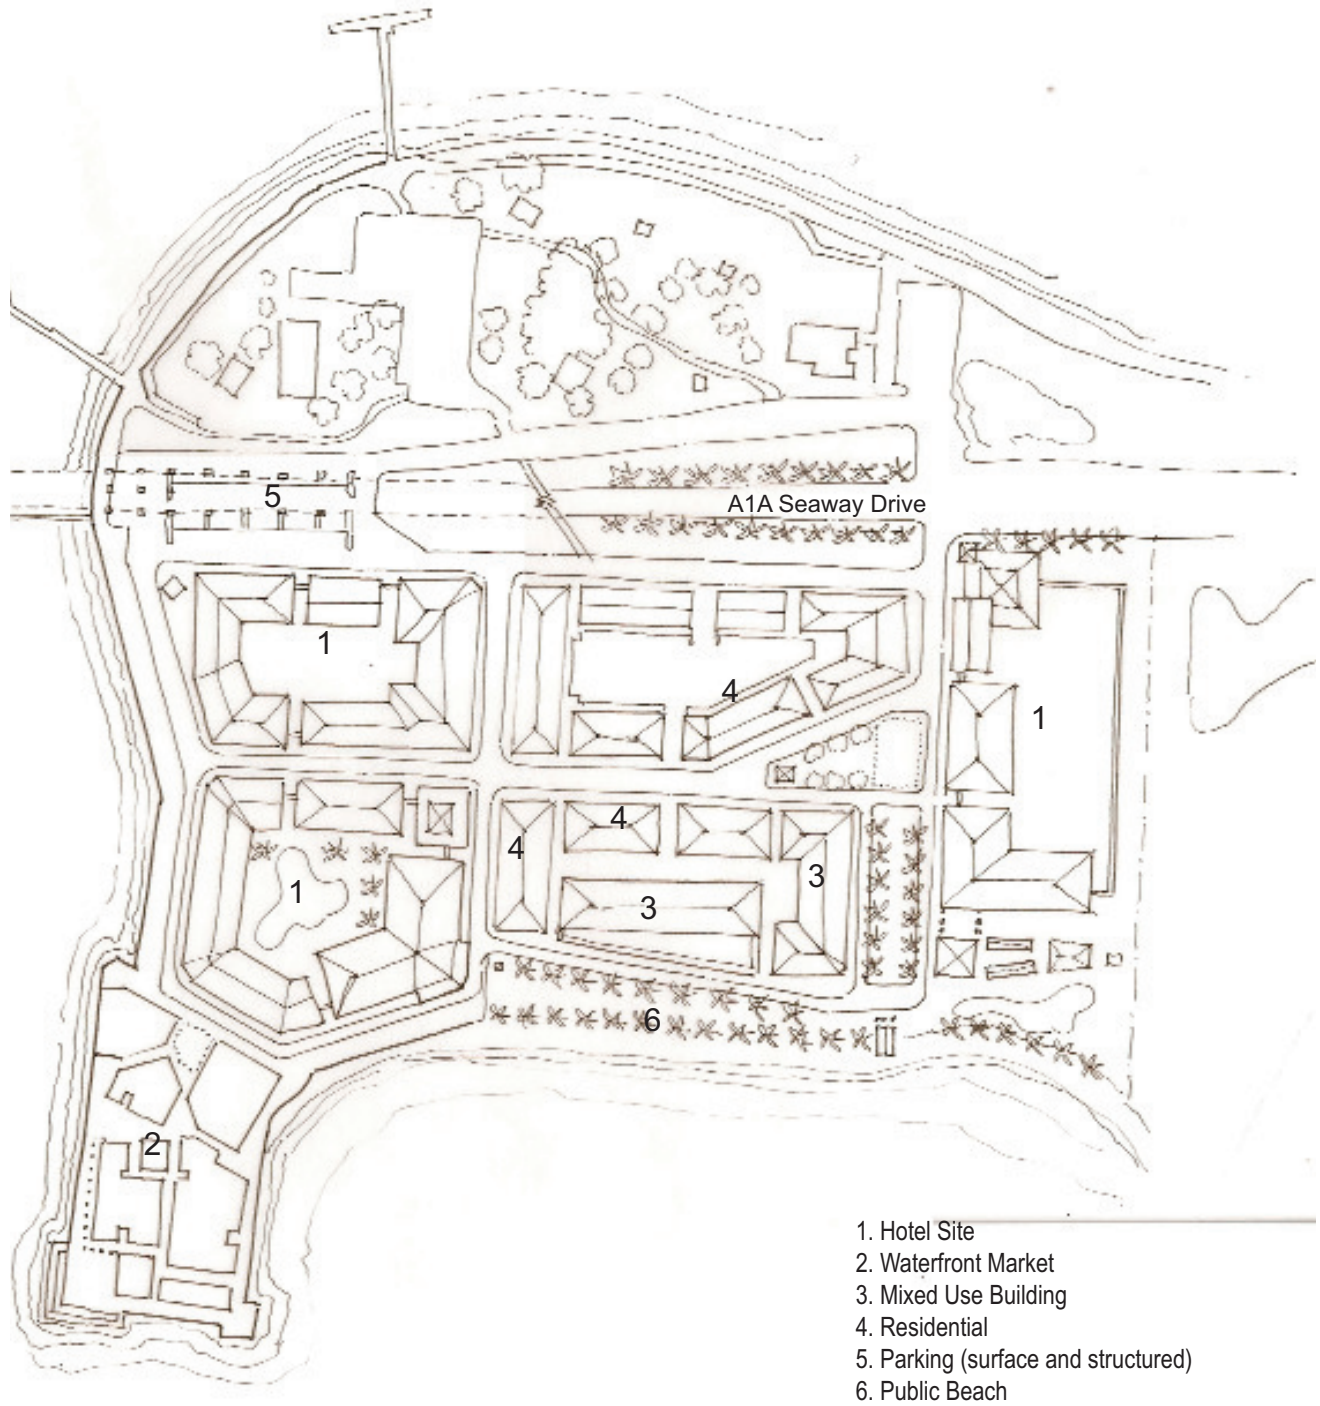 5
A1A Seaway Drive
1
4
1
4
4
3
1
3
6
2
1. Hotel Site
2. Waterfront Market
3. Mixed Use Building
4. Residential
5. Parking (surface and structured)
6. Public Beach